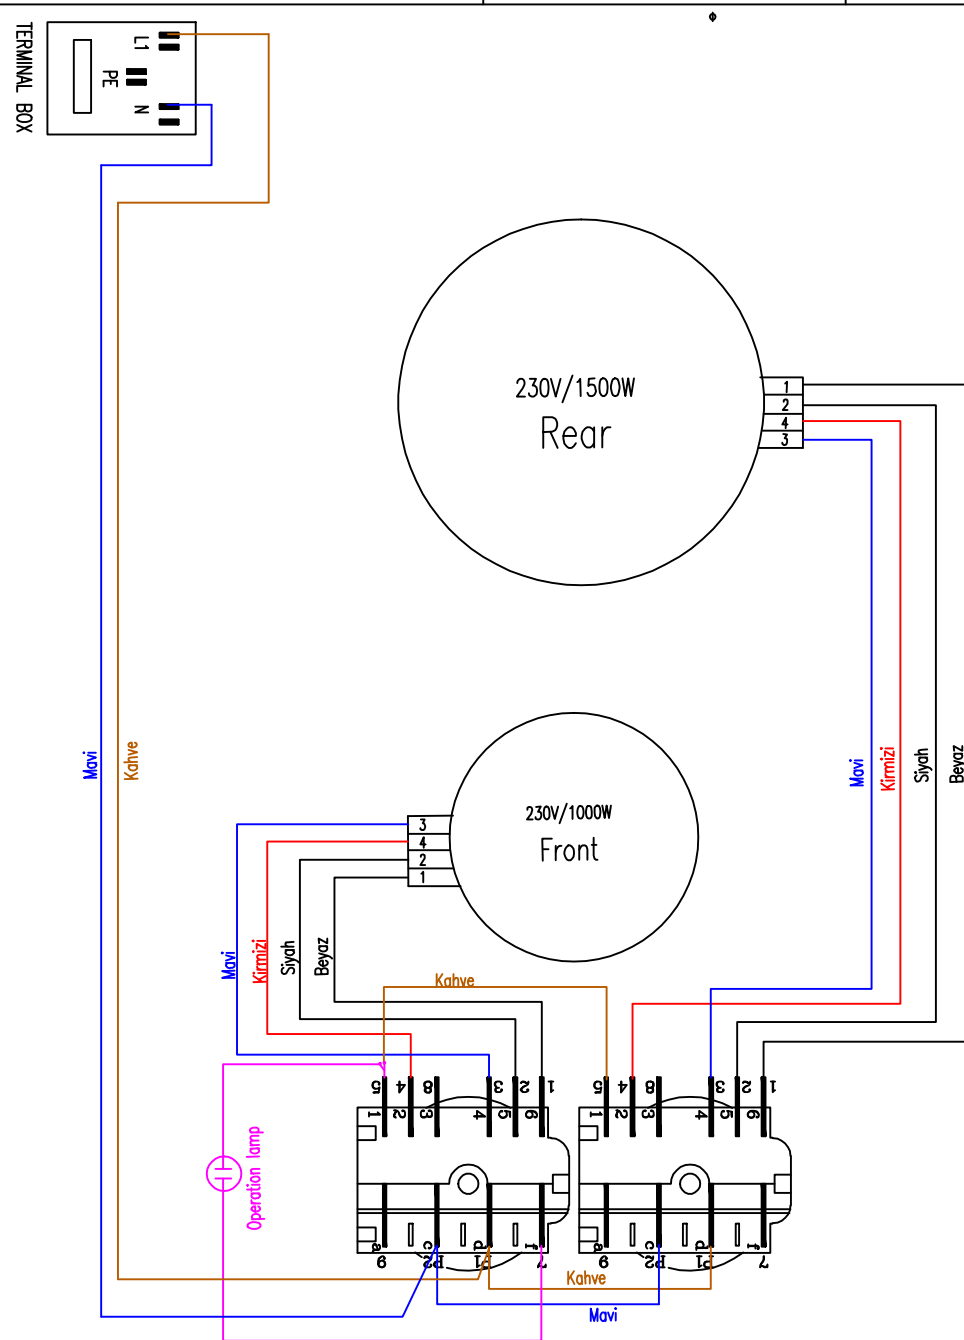 TERMINAL BOX
L1
PE
N
230V/1500W
Rear
1
2
4
3
230V/1000W
Front
3
4
2
1
Mavi
Kahve
Mavi
Kirmizi
Siyah
Beyaz
Mavi
Kirmizi
Siyah
Beyaz
Kahve
Operation lamp
5 4 8 3 2 1
1 2 3 4 5 6
a c d f
9 P2 P1 7
5 4 8 3 2 1
1 2 3 4 5 6
a c d f
9 P2 P1 7
Kahve
Mavi